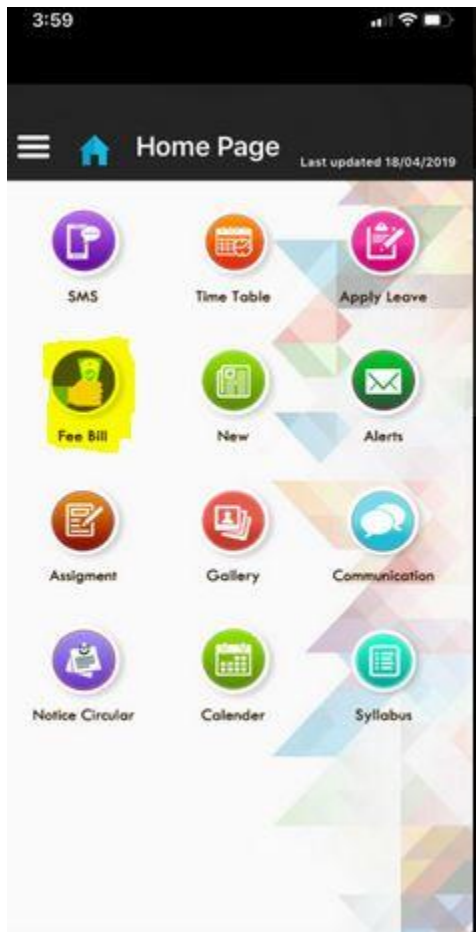 3:59
Home Page
Last updated 18/04/2019
SMS
Time Table
Apply Leave
Fee Bill
New
Alerts
Assigment
Gallery
Communication
Notice Circular
Calender
Syllabus